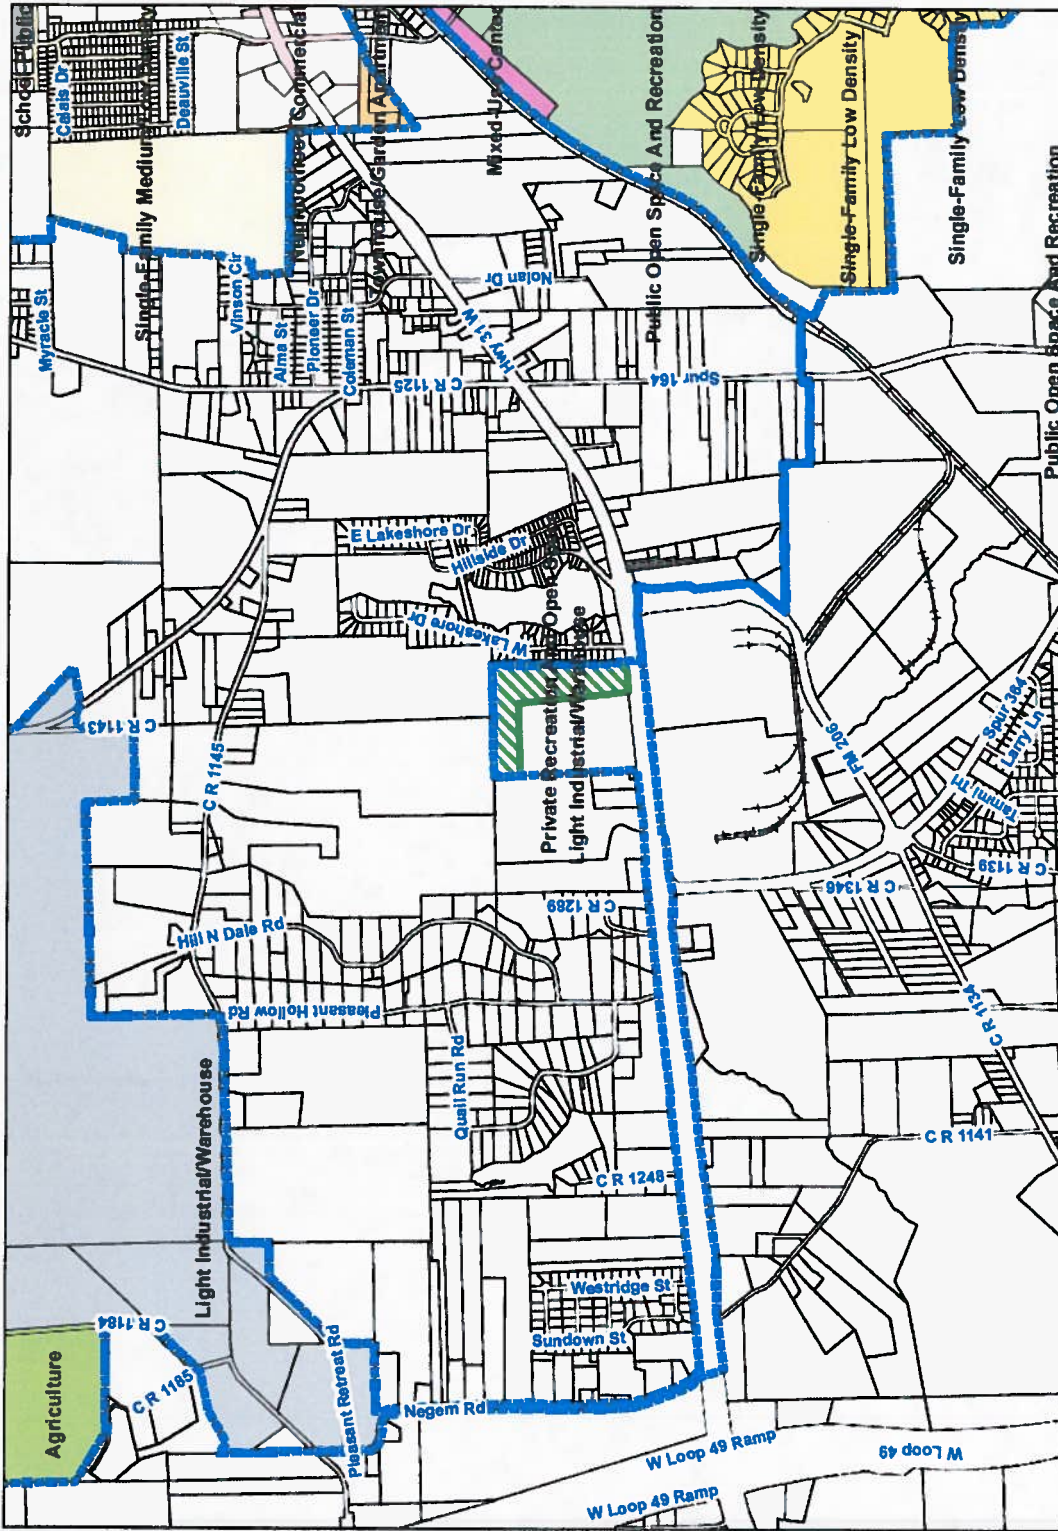 School Public
Calais Dr
Deauville St
Single-Family Medium/Low Density
Myracle St
Neighborhood Commercial
Townhouse/Garden Apartment
Mixed-Use Center
Public Open Space And Recreation
Single-Family Low Density
Single-Family Low Density
Single-Family Low Density
Public Open Space And Recreation
Vinson Cir
Alma St
Pioneer Dr
Coleman St
C R 1125
Hwy 31 W
Nolan Dr
Spur 164
E Lakeshore Dr
Hillside Dr
W Lakeshore Dr
Private Recreation And Open Space
Light Industrial/Warehouse
C R 1143
C R 1145
FM 206
Spur 364
Larry Ln
Tammi Trl
C R 1139
C R 1346
C R 1289
Hill N Dale Rd
Pleasant Hollow Rd
Quail Run Rd
C R 1134
C R 1141
C R 1248
Light Industrial/Warehouse
Westridge St
Sundown St
C R 1184
Agriculture
C R 1185
Pleasant Retreat Rd
Negem Rd
W Loop 49 Ramp
W Loop 49 Ramp
W Loop 49